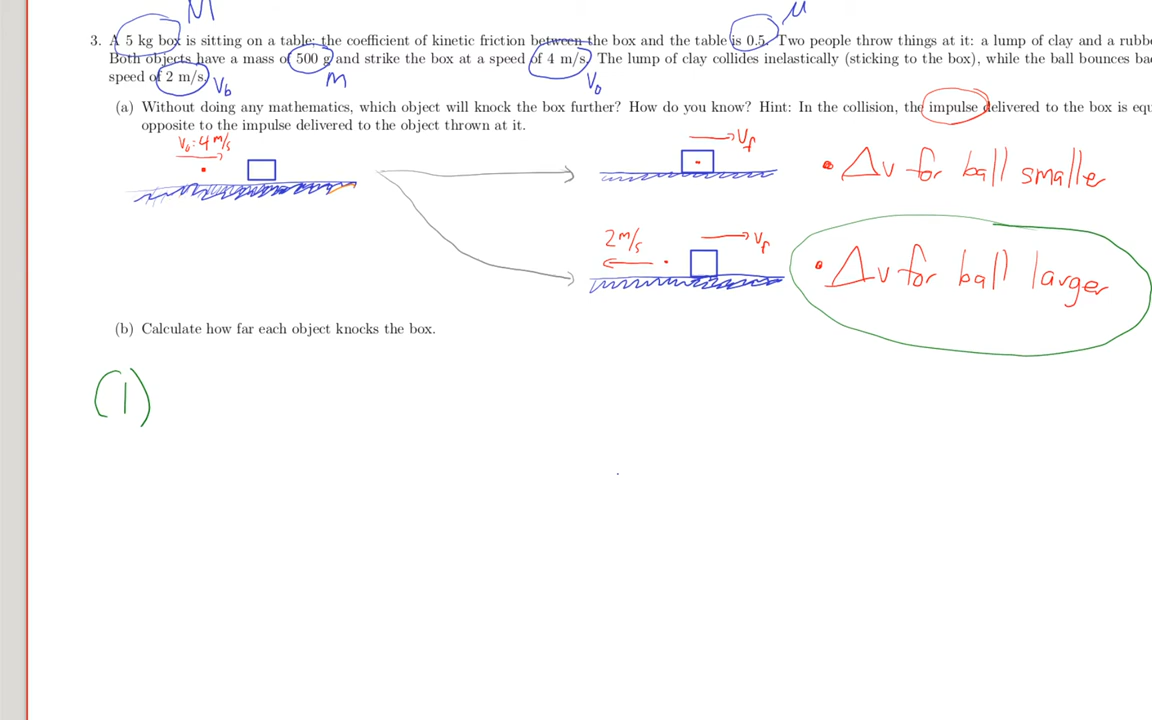 M
μ
3. A 5 kg box is sitting on a table; the coefficient of kinetic friction between the box and the table is 0.5. Two people throw things at it: a lump of clay and a
Both objects have a mass of 500 g and strike the box at a speed of 4 m/s. The lump of clay collides inelastically (sticking to the box), while the ball bounces
speed of 2 m/s.
V_b
m
V_0
(a) Without doing any mathematics, which object will knock the box further? How do you know? Hint: In the collision, the impulse delivered to the box is
opposite to the impulse delivered to the object thrown at it.
V_0: 4 m/s
V_f
• Δv for ball smaller
2 m/s
V_f
• Δv for ball larger
(b) Calculate how far each object knocks the box.
(1)